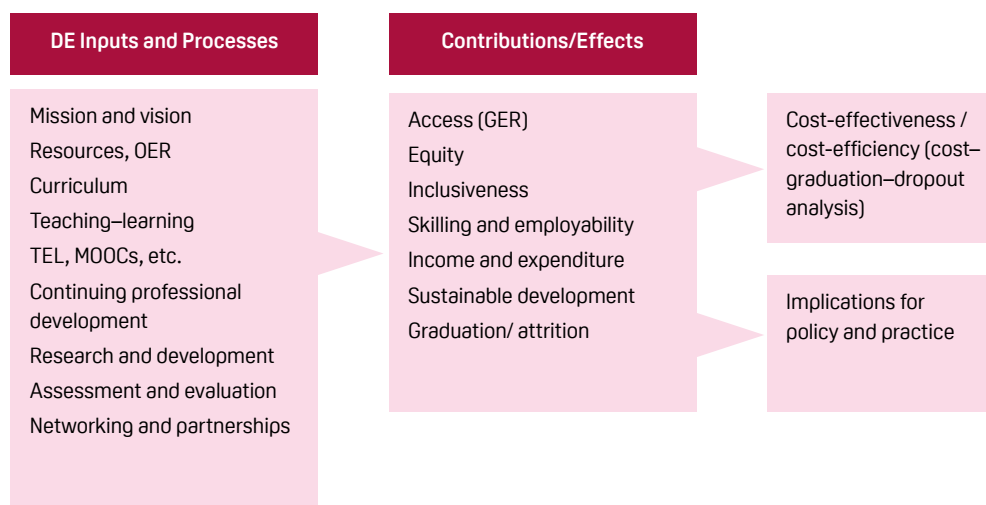 DE Inputs and Processes
Mission and vision
Resources, OER
Curriculum
Teaching–learning
TEL, MOOCs, etc.
Continuing professional
development
Research and development
Assessment and evaluation
Networking and partnerships
Contributions/Effects
Access (GER)
Equity
Inclusiveness
Skilling and employability
Income and expenditure
Sustainable development
Graduation/ attrition
Cost-effectiveness /
cost-efficiency (cost–
graduation–dropout
analysis)
Implications for
policy and practice